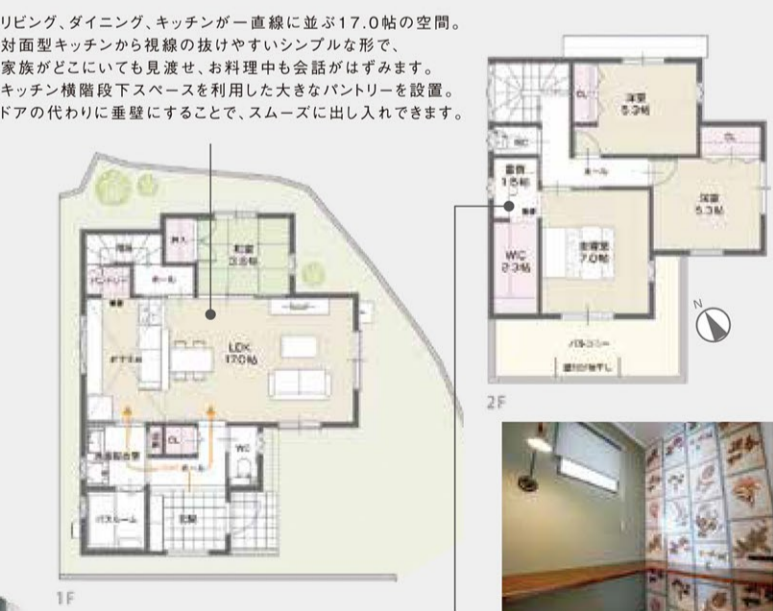 リビング、ダイニング、キッチンが一直線に並ぶ17.0帖の空間。
対面型キッチンから視線の抜けやすいシンプルな形で、
家族がどこにいても見渡せ、お料理中も会話がはずみます。
キッチン横階段下スペースを利用した大きなパントリーを設置。
ドアの代わりに垂壁にすることで、スムーズに出し入れできます。
CL
洋室
5.3帖
WC
CL
書斎
1.5帖
ホール
洋室
5.3帖
主寝室
7.0帖
WIC
2.3帖
バルコニー
N
2F
押入
和室
3.8帖
階段
パントリー
ホール
LDK
17.0帖
CL
WC
ホール
バスルーム
玄関
1F